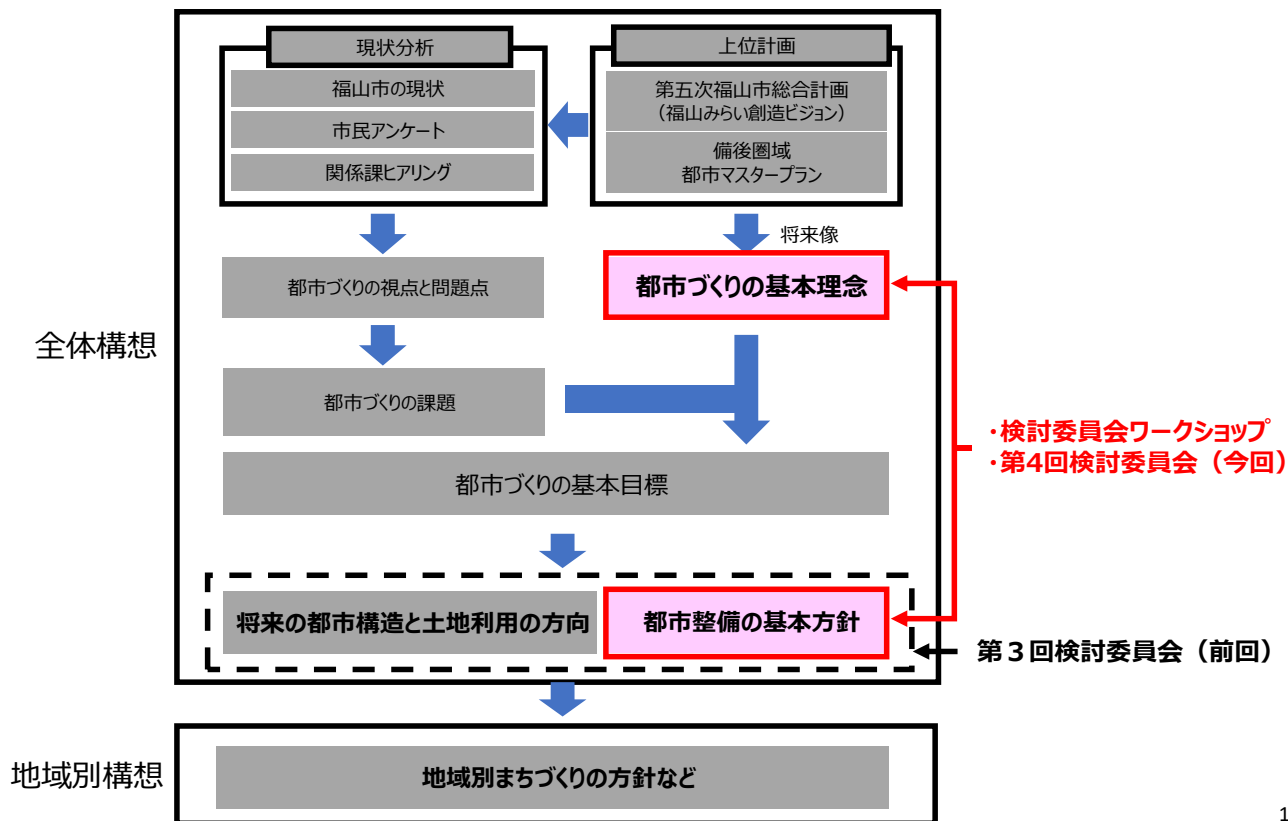 現状分析
福山市の現状
市民アンケート
関係課ヒアリング
上位計画
第五次福山市総合計画
（福山みらい創造ビジョン）
備後圏域
都市マスタープラン
将来像
都市づくりの視点と問題点
都市づくりの基本理念
全体構想
都市づくりの課題
・検討委員会ワークショップ
・第4回検討委員会（今回）
都市づくりの基本目標
将来の都市構造と土地利用の方向
都市整備の基本方針
第３回検討委員会（前回）
地域別構想
地域別まちづくりの方針など
1